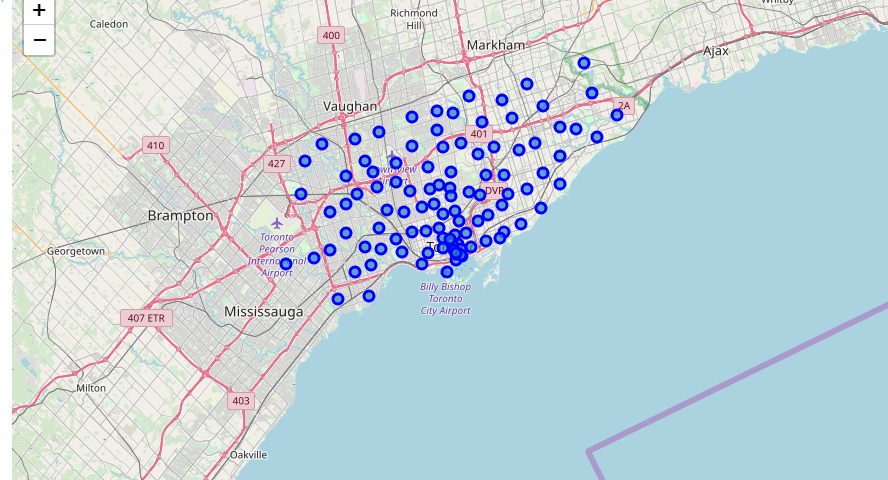 +
−
Caledon
Richmond
Hill
Whitby
400
Markham
Ajax
Vaughan
2A
401
410
427
DVP
Brampton
Toronto
Pearson
International
Airport
Georgetown
Billy Bishop
Toronto
City Airport
Mississauga
407 ETR
Milton
403
Oakville